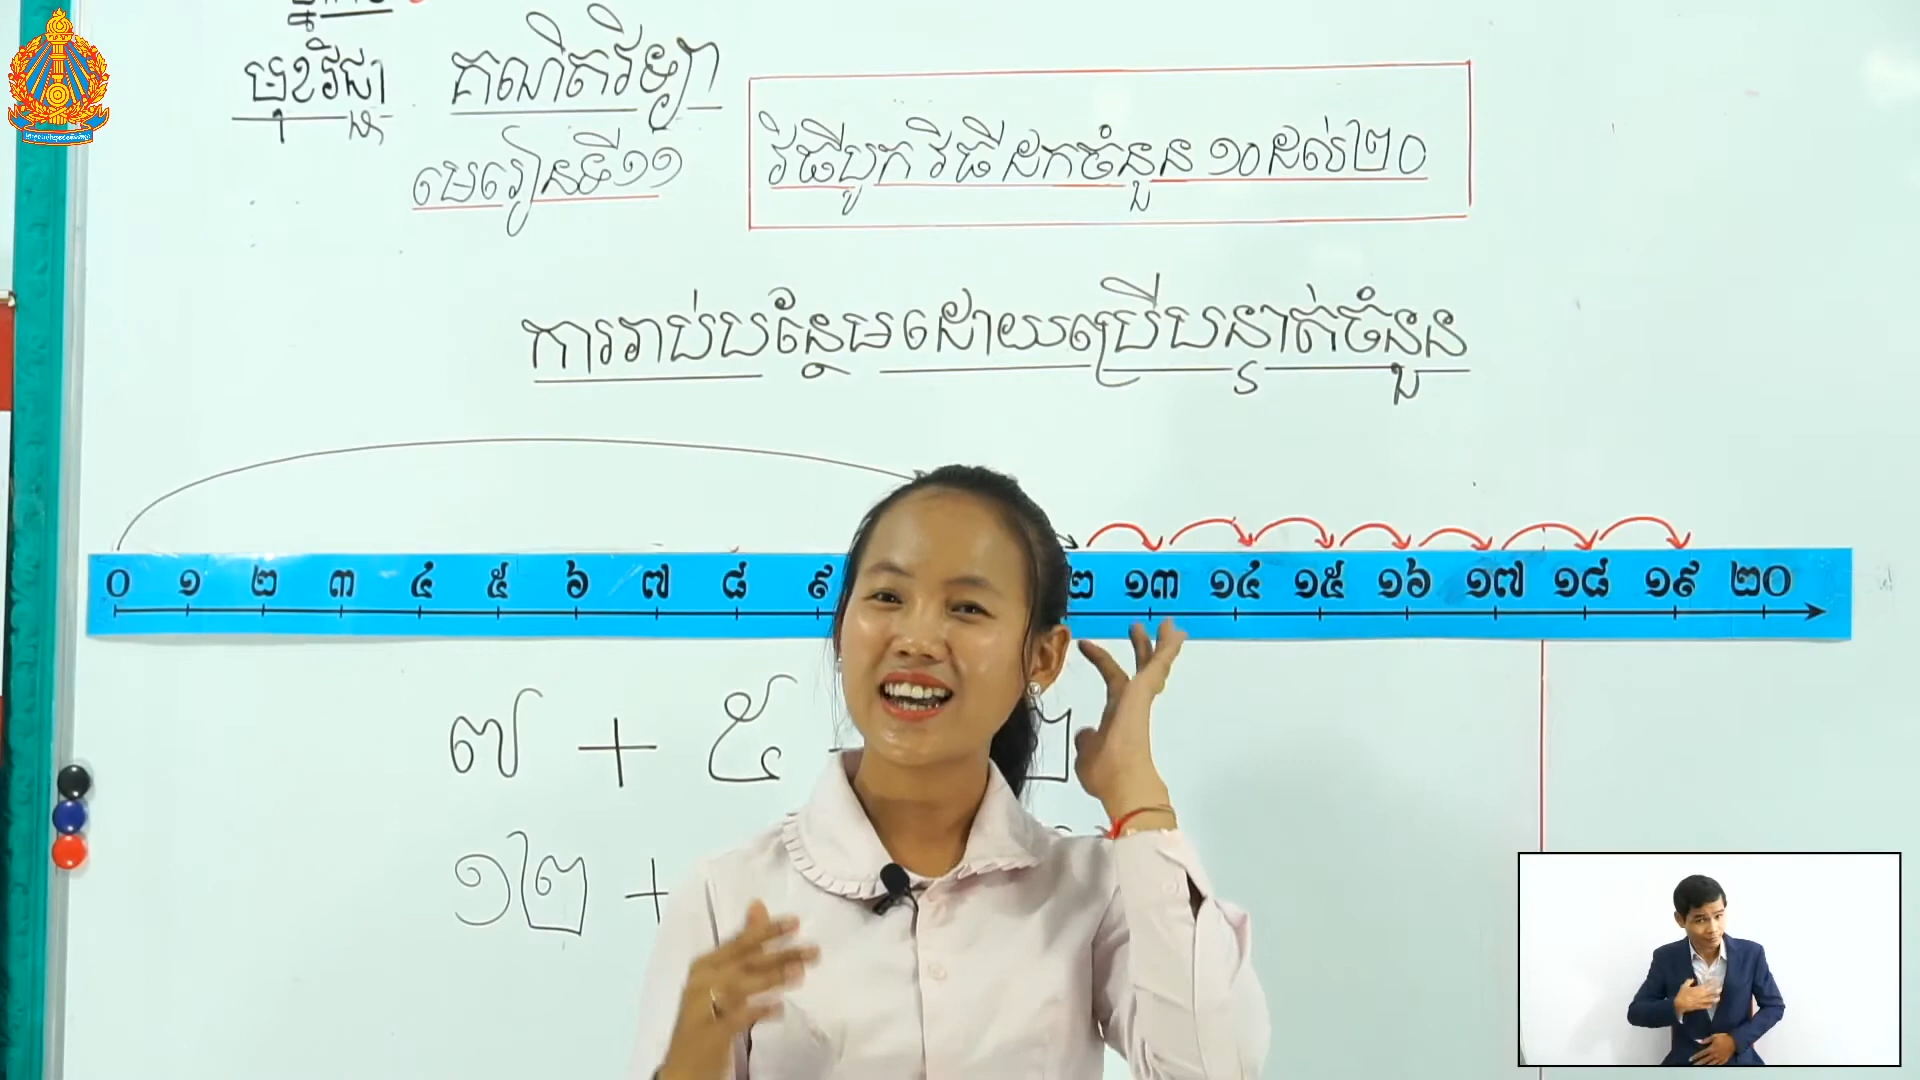 មុខវិជ្ជា គណិតវិទ្យា
មេរៀនទី១១ វិធីបូក វិធីដកចំនួន ១០ដល់២០
ការរាប់បន្ថែមដោយប្រើបន្ទាត់ចំនួន
០ ១ ២ ៣ ៤ ៥ ៦ ៧ ៨ ៩ ២ ១៣ ១៤ ១៥ ១៦ ១៧ ១៨ ១៩ ២០
៧ + ៥
១២ +